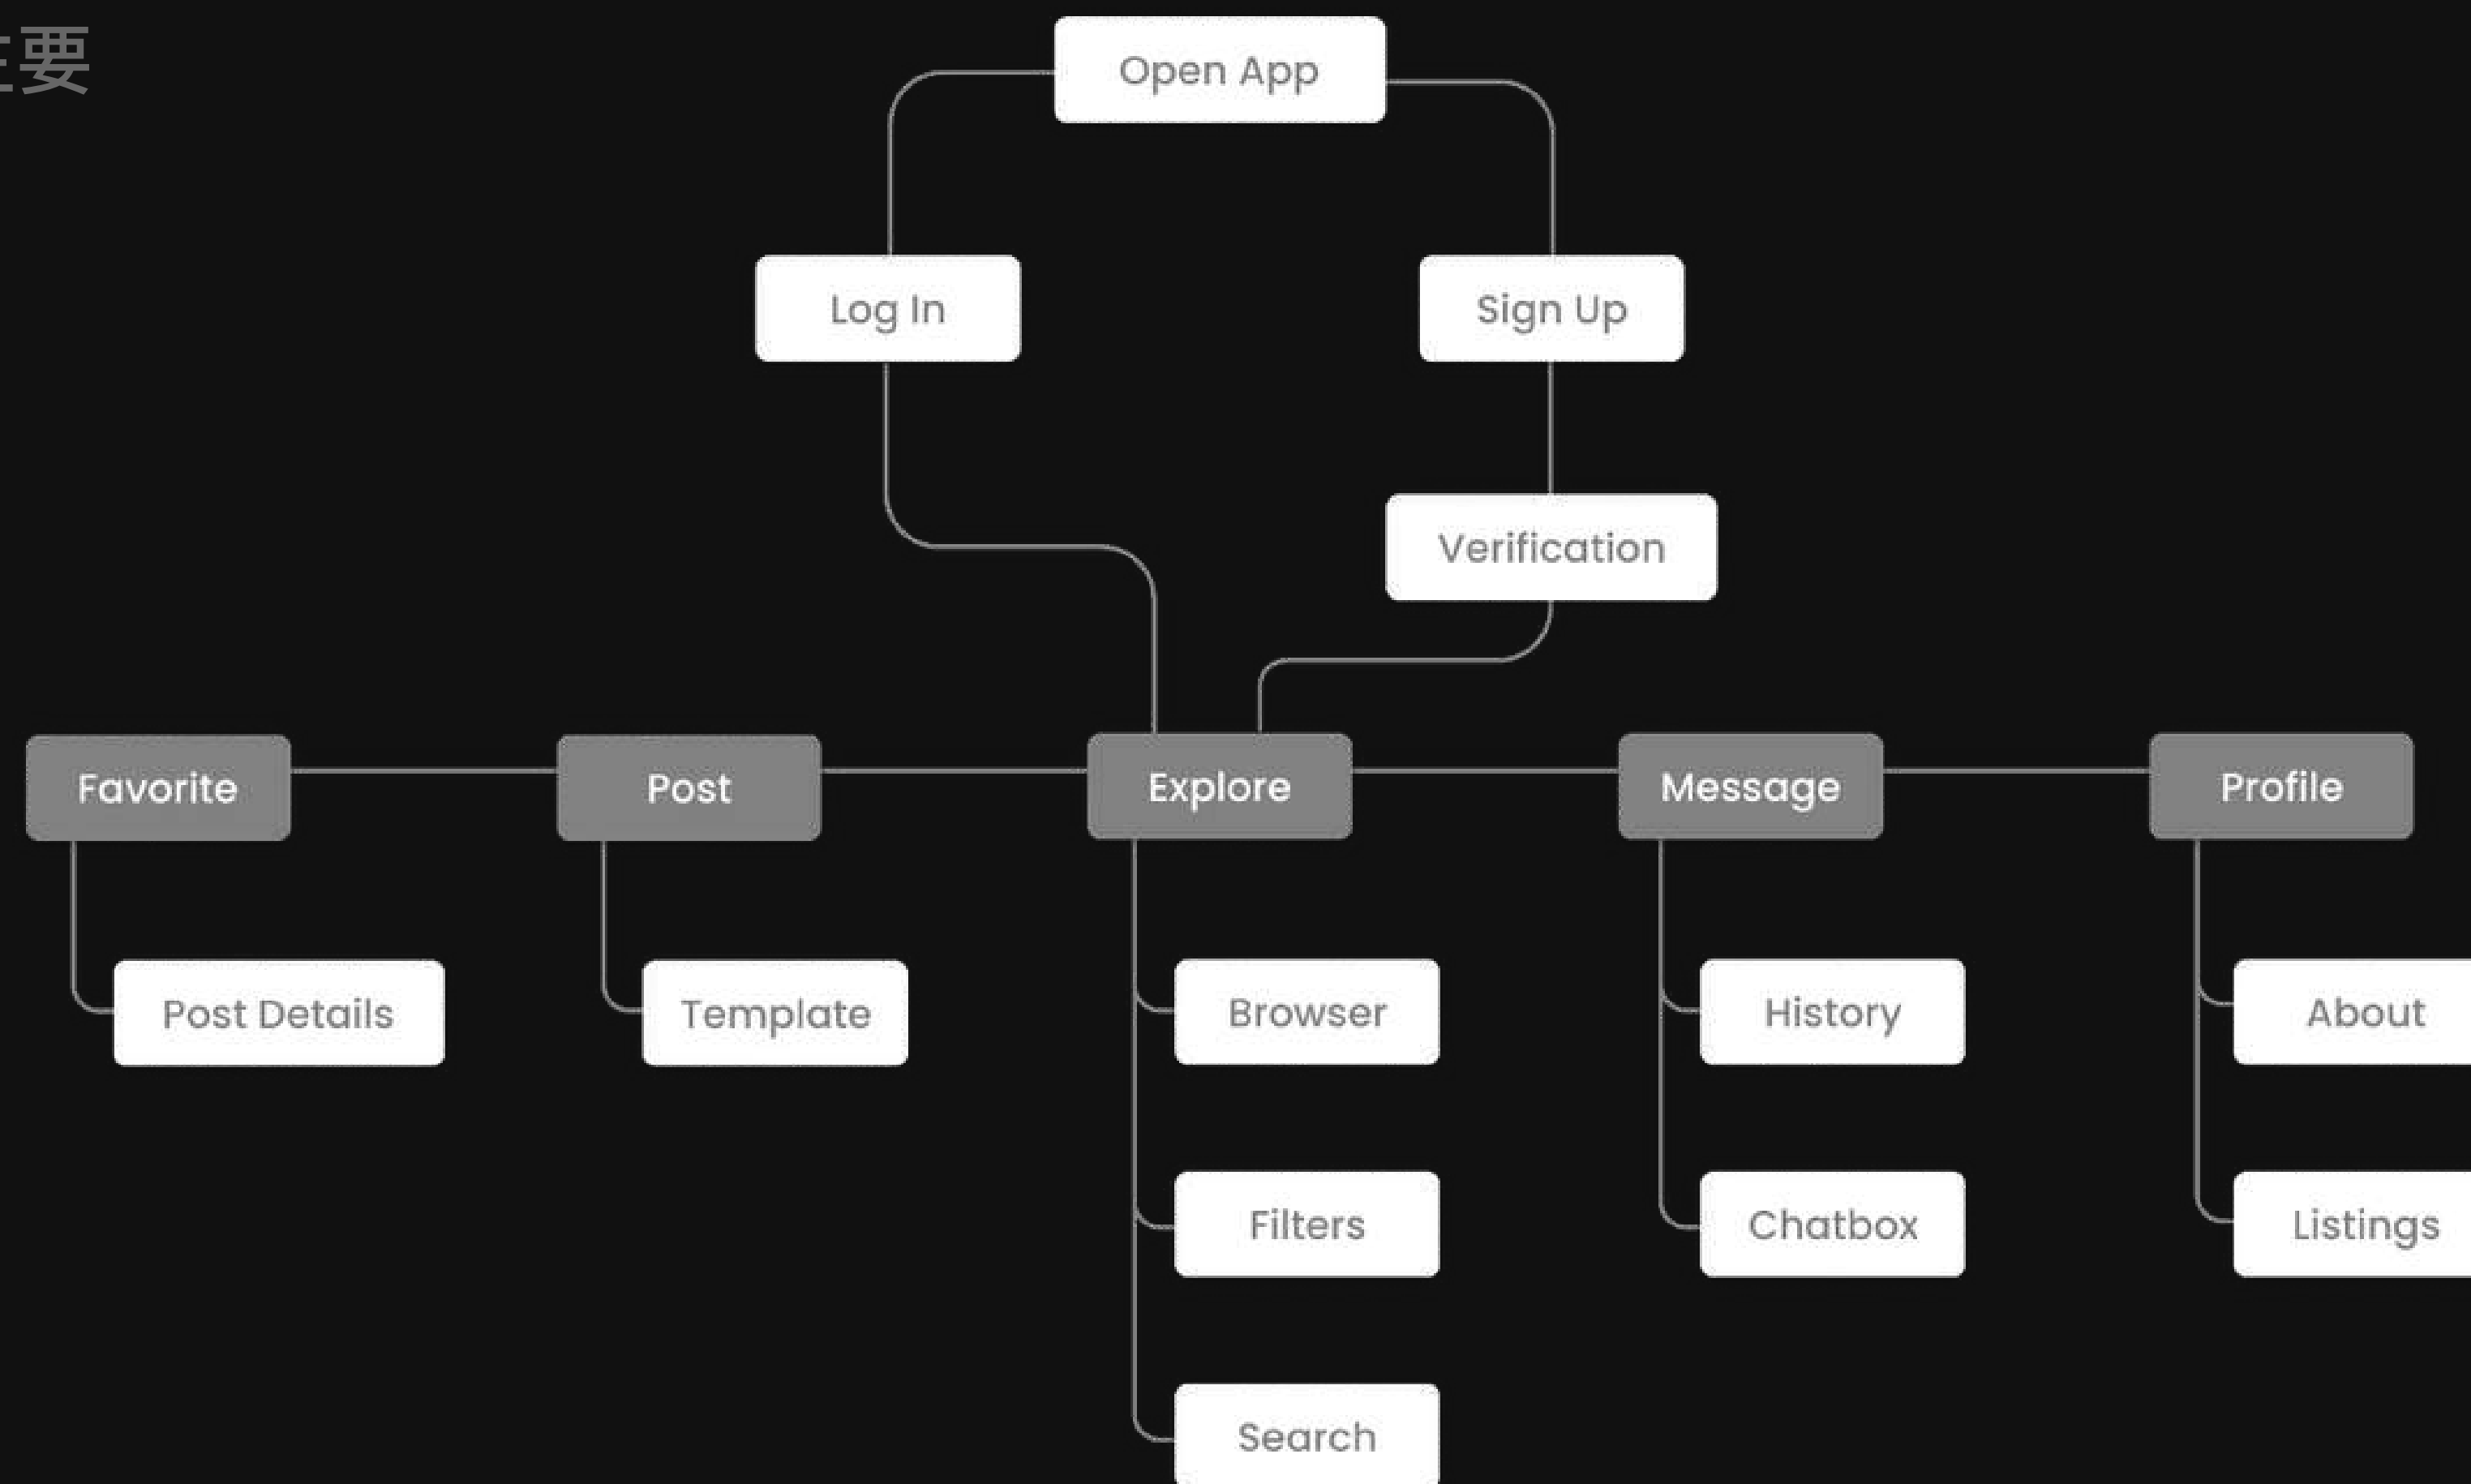 要
Open App
Log In
Sign Up
Verification
Favorite
Post
Explore
Message
Profile
Post Details
Template
Browser
History
About
Filters
Chatbox
Listings
Search